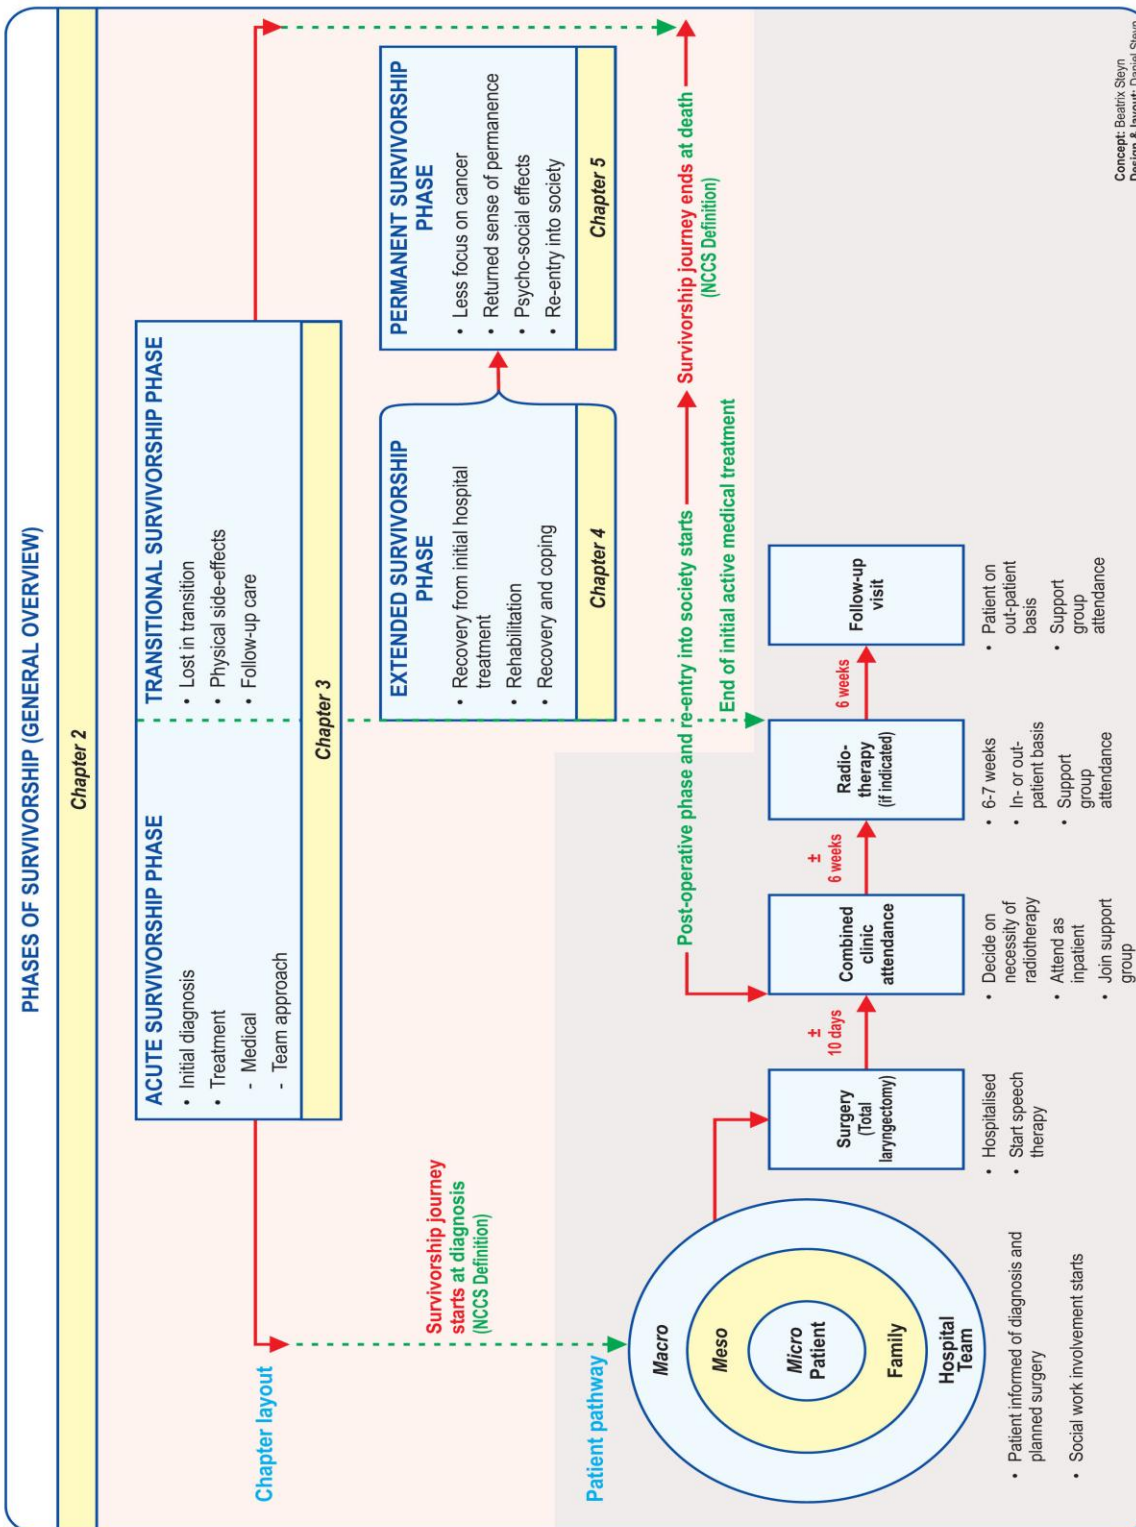 PHASES OF SURVIVORSHIP (GENERAL OVERVIEW)
Chapter 2
Chapter layout
ACUTE SURVIVORSHIP PHASE
• Initial diagnosis
• Treatment
- Medical
- Team approach
TRANSITIONAL SURVIVORSHIP PHASE
• Lost in transition
• Physical side-effects
• Follow-up care
Chapter 3
EXTENDED SURVIVORSHIP
PHASE
• Recovery from initial hospital
treatment
• Rehabilitation
• Recovery and coping
Chapter 4
PERMANENT SURVIVORSHIP
PHASE
• Less focus on cancer
• Returned sense of permanence
• Psycho-social effects
• Re-entry into society
Chapter 5
Survivorship journey
starts at diagnosis
(NCCS Definition)
Post-operative phase and re-entry into society starts
Survivorship journey ends at death
(NCCS Definition)
End of initial active medical treatment
Patient pathway
Macro
Meso
Micro
Patient
Family
Hospital
Team
• Patient informed of diagnosis and
planned surgery
• Social work involvement starts
Surgery
(Total
laryngectomy)
• Hospitalised
• Start speech
therapy
±
10 days
Combined
clinic
attendance
• Decide on
necessity of
radiotherapy
• Attend as
inpatient
• Join support
group
±
6 weeks
Radio-
therapy
(if indicated)
• 6-7 weeks
• In- or out-
patient basis
• Support
group
attendance
6 weeks
Follow-up
visit
• Patient on
out-patient
basis
• Support
group
attendance
Concept: Beatrix Steyn
Design & layout: Daniel Steyn